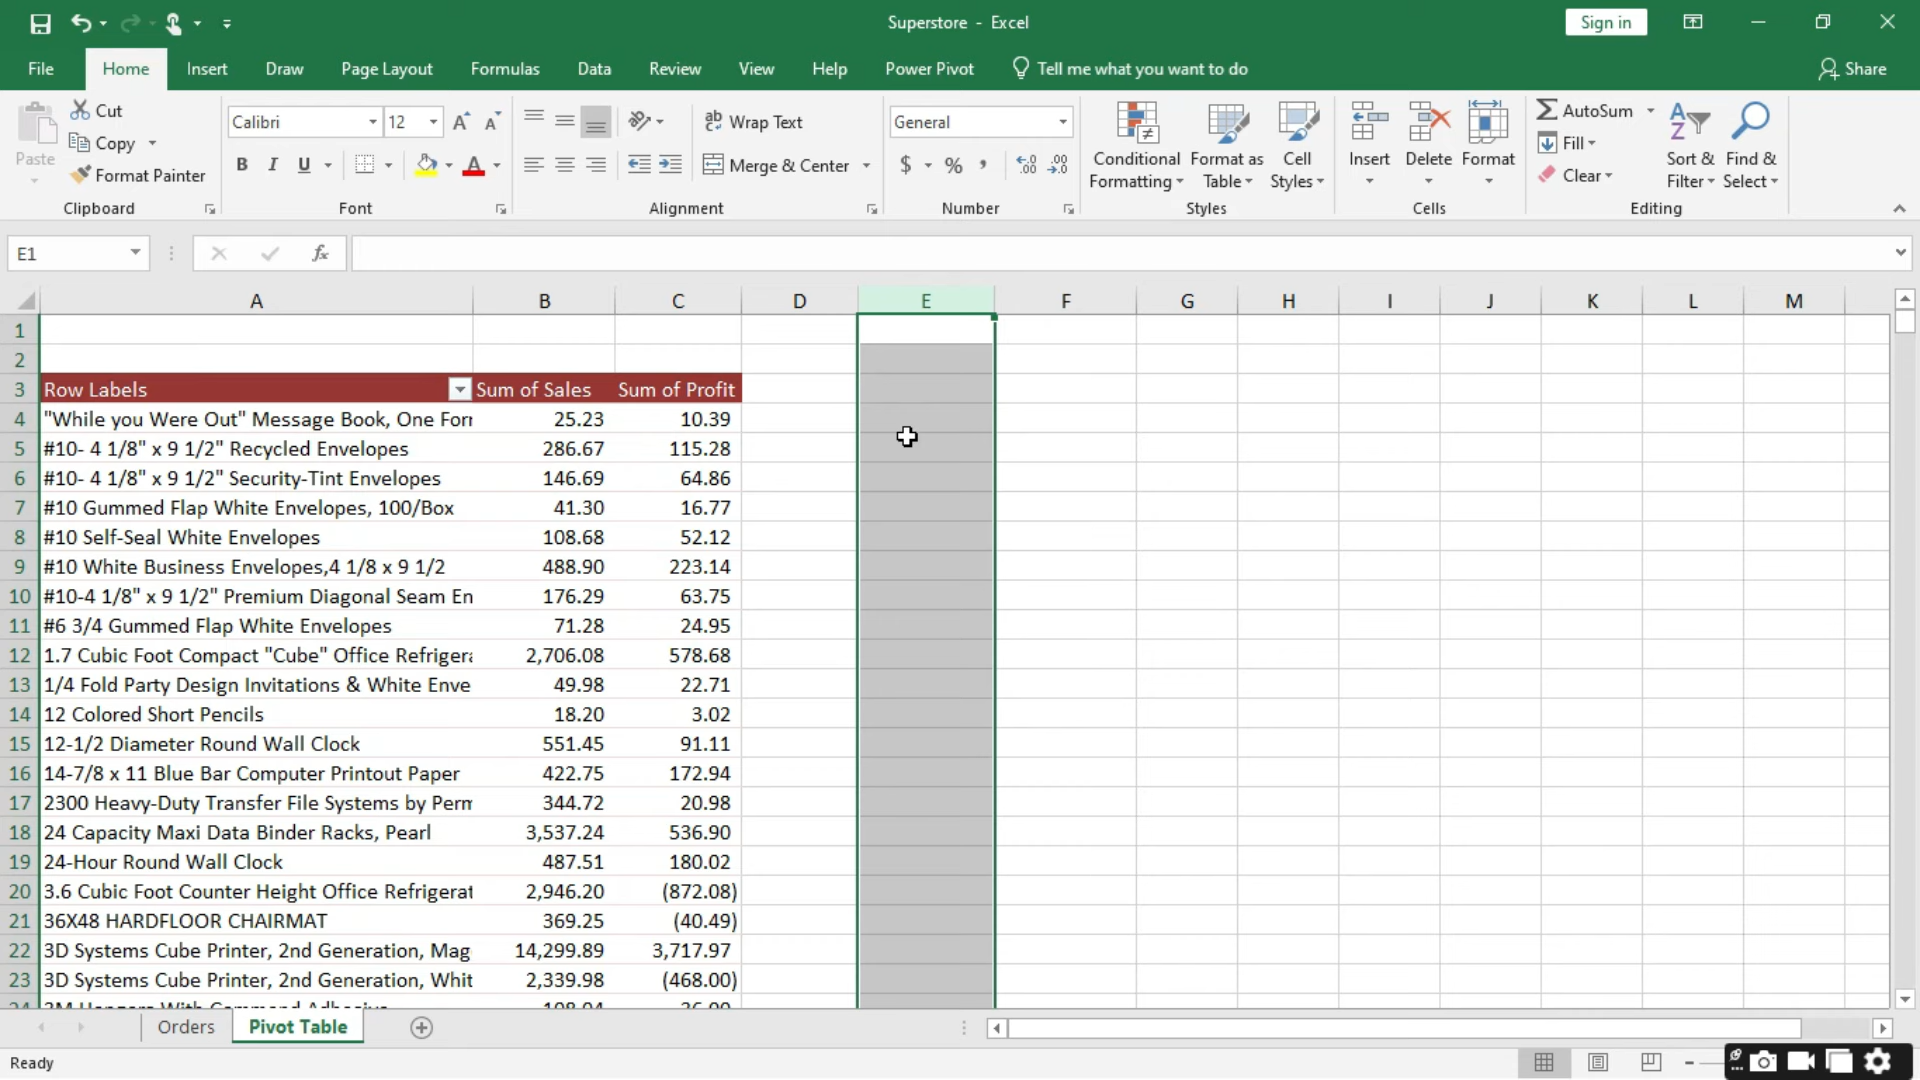 Superstore - Excel
Sign in
File Home Insert Draw Page Layout Formulas Data Review View Help Power Pivot Tell me what you want to do Share
Cut
Copy
Format Painter
Paste
Clipboard
Calibri 12
A A
B I U A
Font
ab Wrap Text
Merge & Center
Alignment
General
$ % ,
Number
Conditional Formatting
Format as Table
Cell Styles
Styles
Insert Delete Format
Cells
AutoSum
Fill
Clear
Sort & Filter
Find & Select
Editing
E1 fx
A B C D E F G H I J K L M
1
2
3 Row Labels Sum of Sales Sum of Profit
4 "While you Were Out" Message Book, One For 25.23 10.39
5 #10- 4 1/8" x 9 1/2" Recycled Envelopes 286.67 115.28
6 #10- 4 1/8" x 9 1/2" Security-Tint Envelopes 146.69 64.86
7 #10 Gummed Flap White Envelopes, 100/Box 41.30 16.77
8 #10 Self-Seal White Envelopes 108.68 52.12
9 #10 White Business Envelopes,4 1/8 x 9 1/2 488.90 223.14
10 #10-4 1/8" x 9 1/2" Premium Diagonal Seam En 176.29 63.75
11 #6 3/4 Gummed Flap White Envelopes 71.28 24.95
12 1.7 Cubic Foot Compact "Cube" Office Refriger 2,706.08 578.68
13 1/4 Fold Party Design Invitations & White Enve 49.98 22.71
14 12 Colored Short Pencils 18.20 3.02
15 12-1/2 Diameter Round Wall Clock 551.45 91.11
16 14-7/8 x 11 Blue Bar Computer Printout Paper 422.75 172.94
17 2300 Heavy-Duty Transfer File Systems by Perm 344.72 20.98
18 24 Capacity Maxi Data Binder Racks, Pearl 3,537.24 536.90
19 24-Hour Round Wall Clock 487.51 180.02
20 3.6 Cubic Foot Counter Height Office Refrigerat 2,946.20 (872.08)
21 36X48 HARDFLOOR CHAIRMAT 369.25 (40.49)
22 3D Systems Cube Printer, 2nd Generation, Mag 14,299.89 3,717.97
23 3D Systems Cube Printer, 2nd Generation, Whit 2,339.98 (468.00)
Orders Pivot Table
Ready